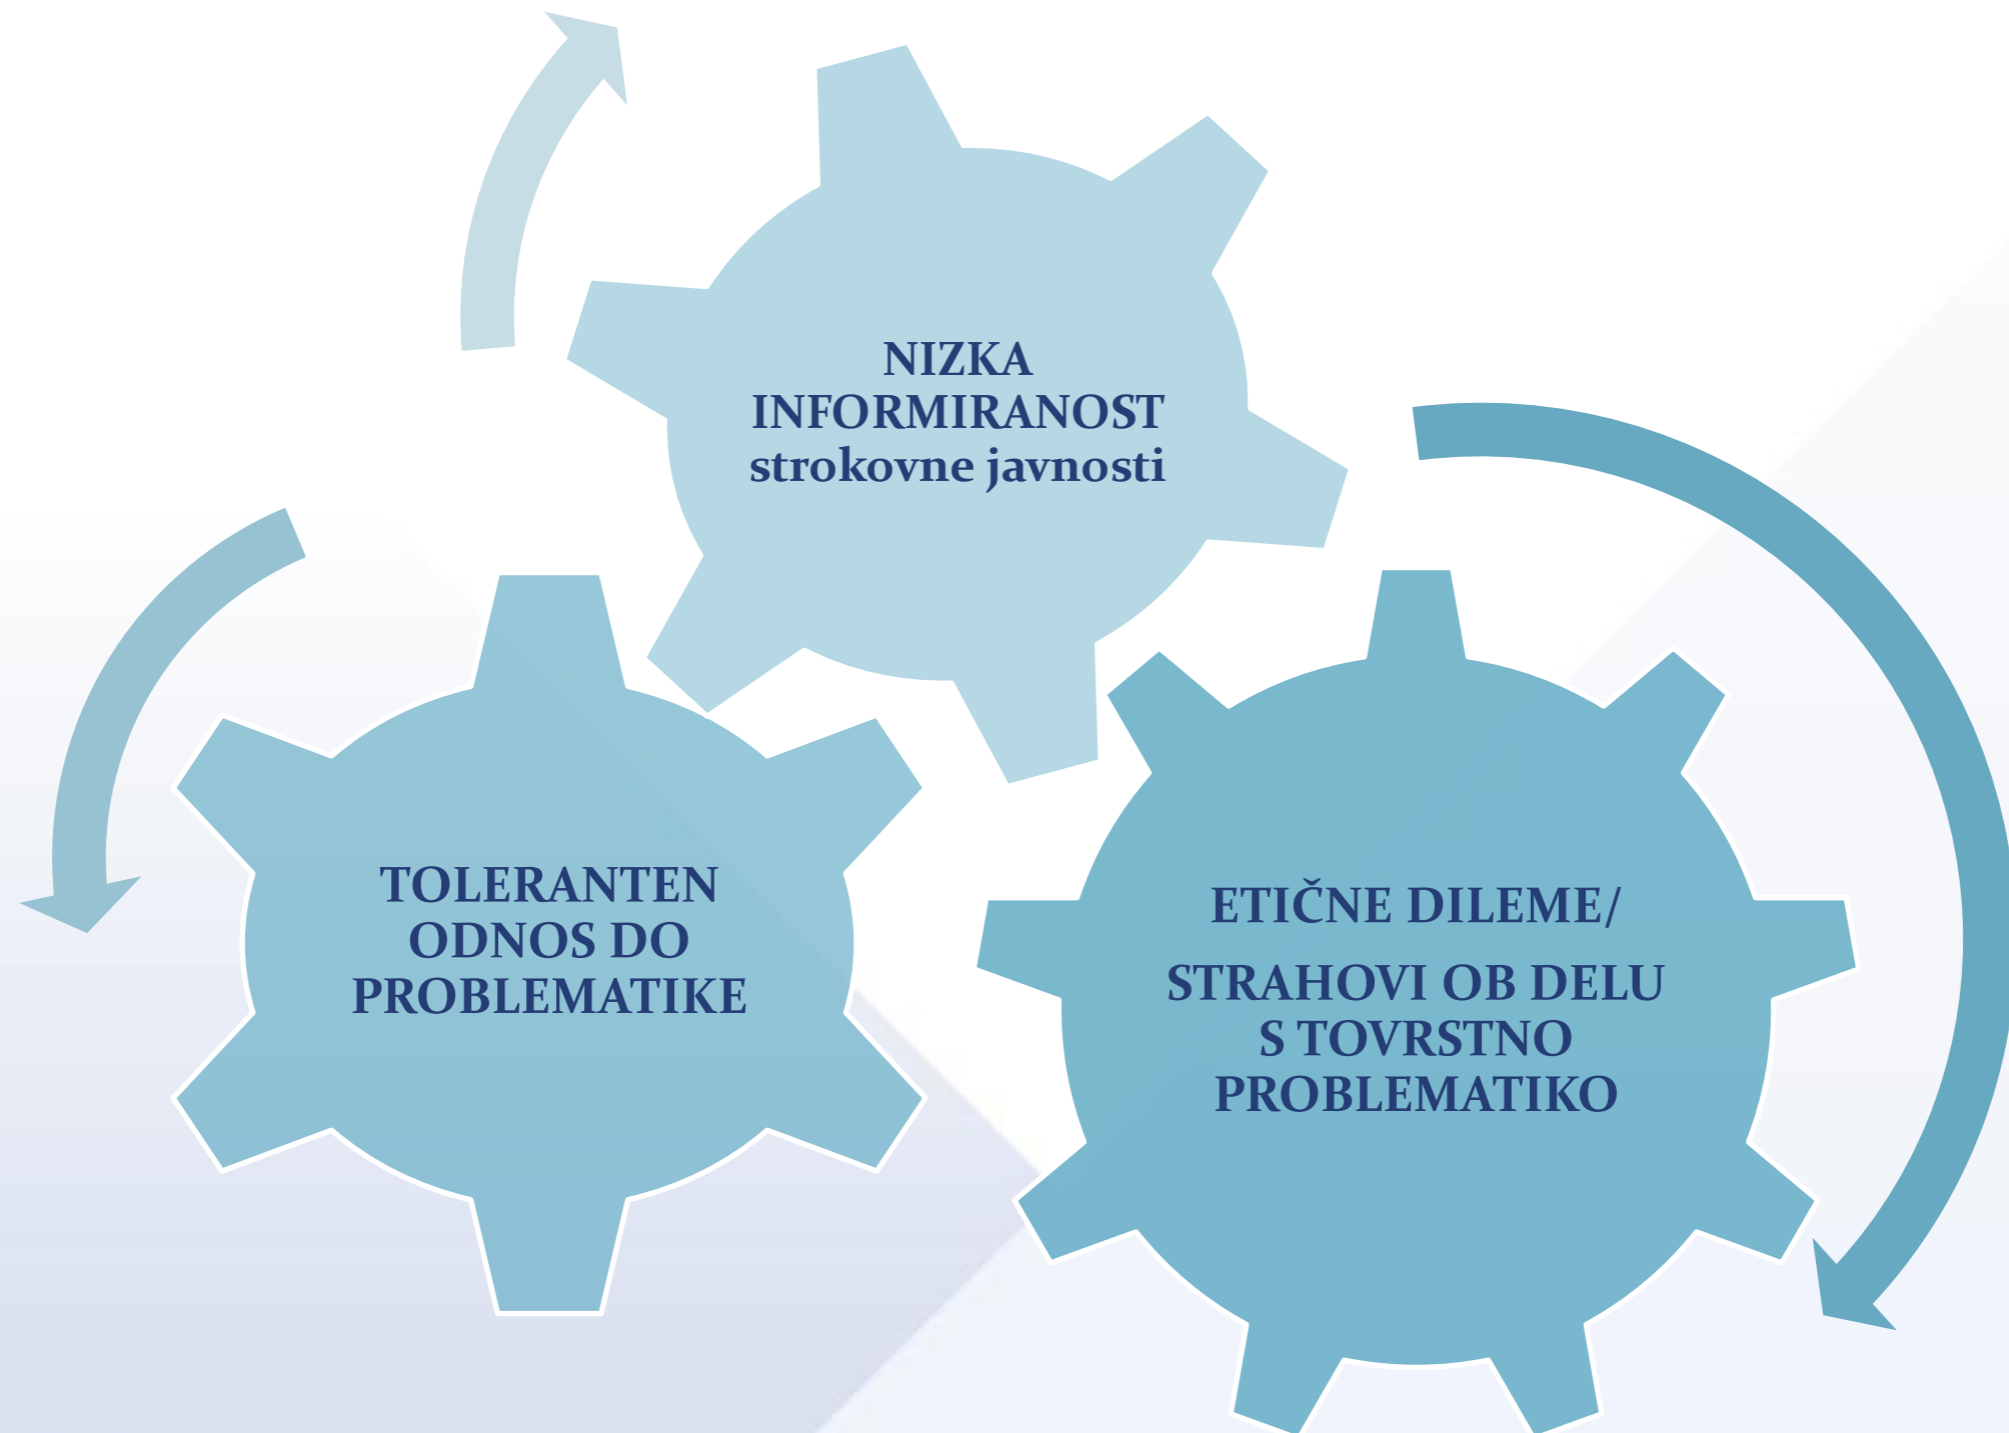 NIZKA
INFORMIRANOST
strokovne javnosti
TOLERANTEN
ODNOS DO
PROBLEMATIKE
ETIČNE DILEME/
STRAHOVI OB DELU
S TOVRSTNO
PROBLEMATIKO